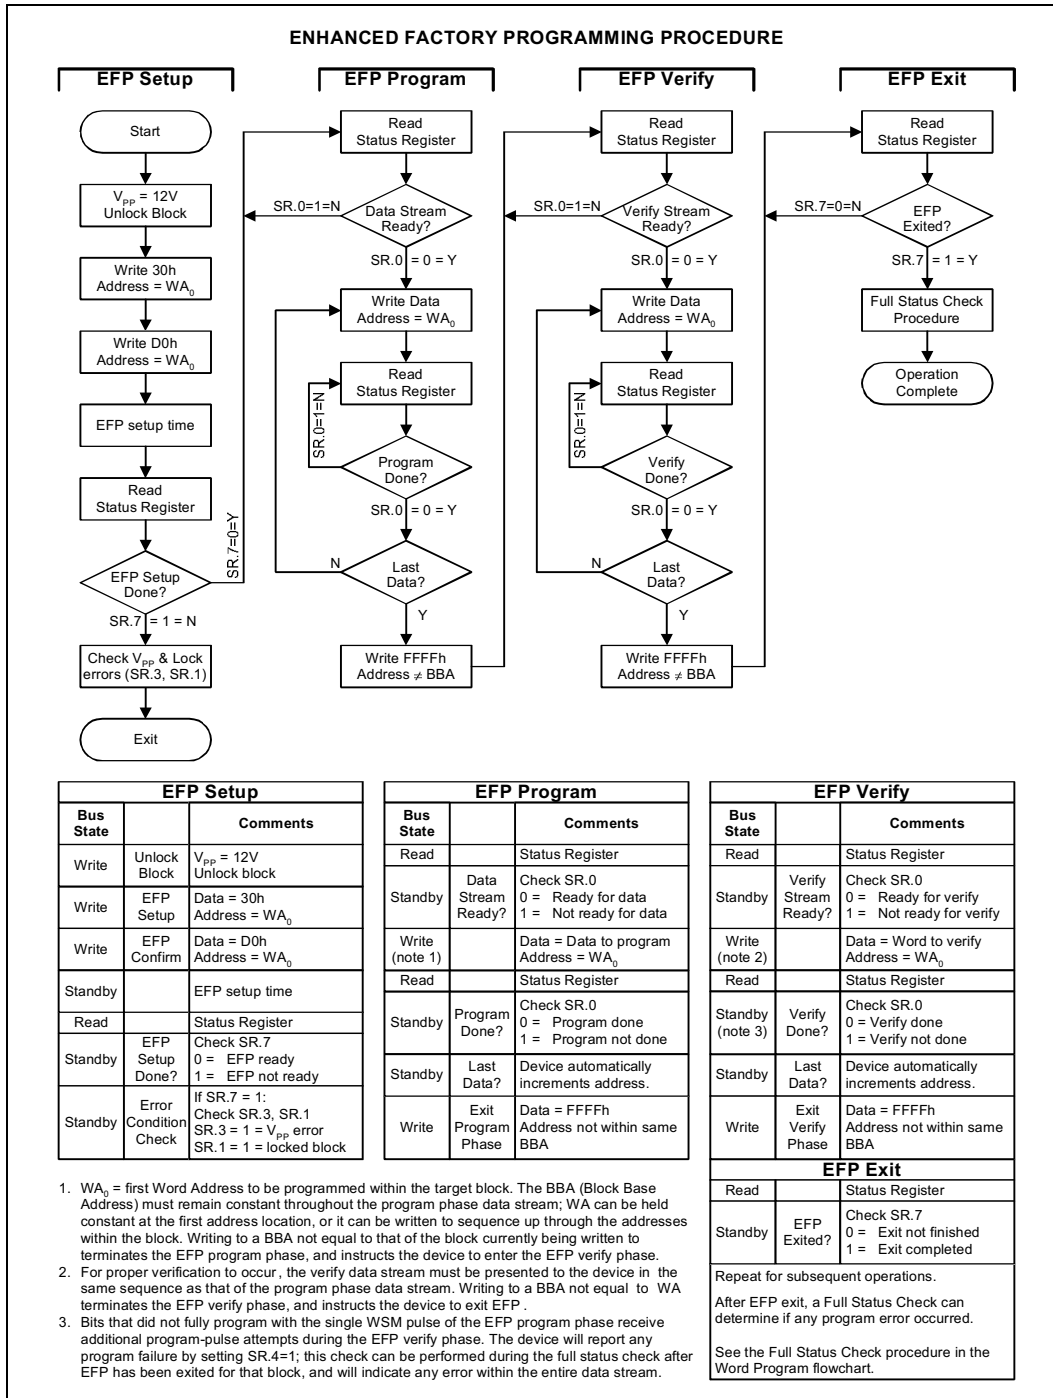 ENHANCED FACTORY PROGRAMMING PROCEDURE
EFP Setup
Start
V_PP = 12V
Unlock Block
Write 30h
Address = WA_0
Write D0h
Address = WA_0
EFP setup time
Read
Status Register
EFP Setup
Done?
SR.7=0=Y
SR.7 = 1 = N
Check V_PP & Lock
errors (SR.3, SR.1)
Exit
EFP Program
Read
Status Register
SR.0=1=N
Data Stream
Ready?
SR.0 = 0 = Y
Write Data
Address = WA_0
Read
Status Register
SR.0=1=N
Program
Done?
SR.0 = 0 = Y
N
Last
Data?
Y
Write FFFFh
Address ≠ BBA
EFP Verify
Read
Status Register
SR.0=1=N
Verify Stream
Ready?
SR.0 = 0 = Y
Write Data
Address = WA_0
Read
Status Register
SR.0=1=N
Verify
Done?
SR.0 = 0 = Y
N
Last
Data?
Y
Write FFFFh
Address ≠ BBA
EFP Exit
Read
Status Register
SR.7=0=N
EFP
Exited?
SR.7 = 1 = Y
Full Status Check
Procedure
Operation
Complete
EFP Setup
Bus
State
Comments
Write
Unlock
Block
V_PP = 12V
Unlock block
Write
EFP
Setup
Data = 30h
Address = WA_0
Write
EFP
Confirm
Data = D0h
Address = WA_0
Standby
EFP setup time
Read
Status Register
Standby
EFP
Setup
Done?
Check SR.7
0 = EFP ready
1 = EFP not ready
Standby
Error
Condition
Check
If SR.7 = 1:
Check SR.3, SR.1
SR.3 = 1 = V_PP error
SR.1 = 1 = locked block
EFP Program
Bus
State
Comments
Read
Status Register
Standby
Data
Stream
Ready?
Check SR.0
0 = Ready for data
1 = Not ready for data
Write
(note 1)
Data = Data to program
Address = WA_0
Read
Status Register
Standby
Program
Done?
Check SR.0
0 = Program done
1 = Program not done
Standby
Last
Data?
Device automatically
increments address.
Write
Exit
Program
Phase
Data = FFFFh
Address not within same
BBA
EFP Verify
Bus
State
Comments
Read
Status Register
Standby
Verify
Stream
Ready?
Check SR.0
0 = Ready for verify
1 = Not ready for verify
Write
(note 2)
Data = Word to verify
Address = WA_0
Read
Status Register
Standby
(note 3)
Verify
Done?
Check SR.0
0 = Verify done
1 = Verify not done
Standby
Last
Data?
Device automatically
increments address.
Write
Exit
Verify
Phase
Data = FFFFh
Address not within same
BBA
EFP Exit
Read
Status Register
Standby
EFP
Exited?
Check SR.7
0 = Exit not finished
1 = Exit completed
Repeat for subsequent operations.
After EFP exit, a Full Status Check can
determine if any program error occurred.
See the Full Status Check procedure in the
Word Program flowchart.
1. WA_0 = first Word Address to be programmed within the target block. The BBA (Block Base
Address) must remain constant throughout the program phase data stream; WA can be held
constant at the first address location, or it can be written to sequence up through the addresses
within the block. Writing to a BBA not equal to that of the block currently being written to
terminates the EFP program phase, and instructs the device to enter the EFP verify phase.
2. For proper verification to occur, the verify data stream must be presented to the device in the
same sequence as that of the program phase data stream. Writing to a BBA not equal to WA
terminates the EFP verify phase, and instructs the device to exit EFP .
3. Bits that did not fully program with the single WSM pulse of the EFP program phase receive
additional program-pulse attempts during the EFP verify phase. The device will report any
program failure by setting SR.4=1; this check can be performed during the full status check after
EFP has been exited for that block, and will indicate any error within the entire data stream.